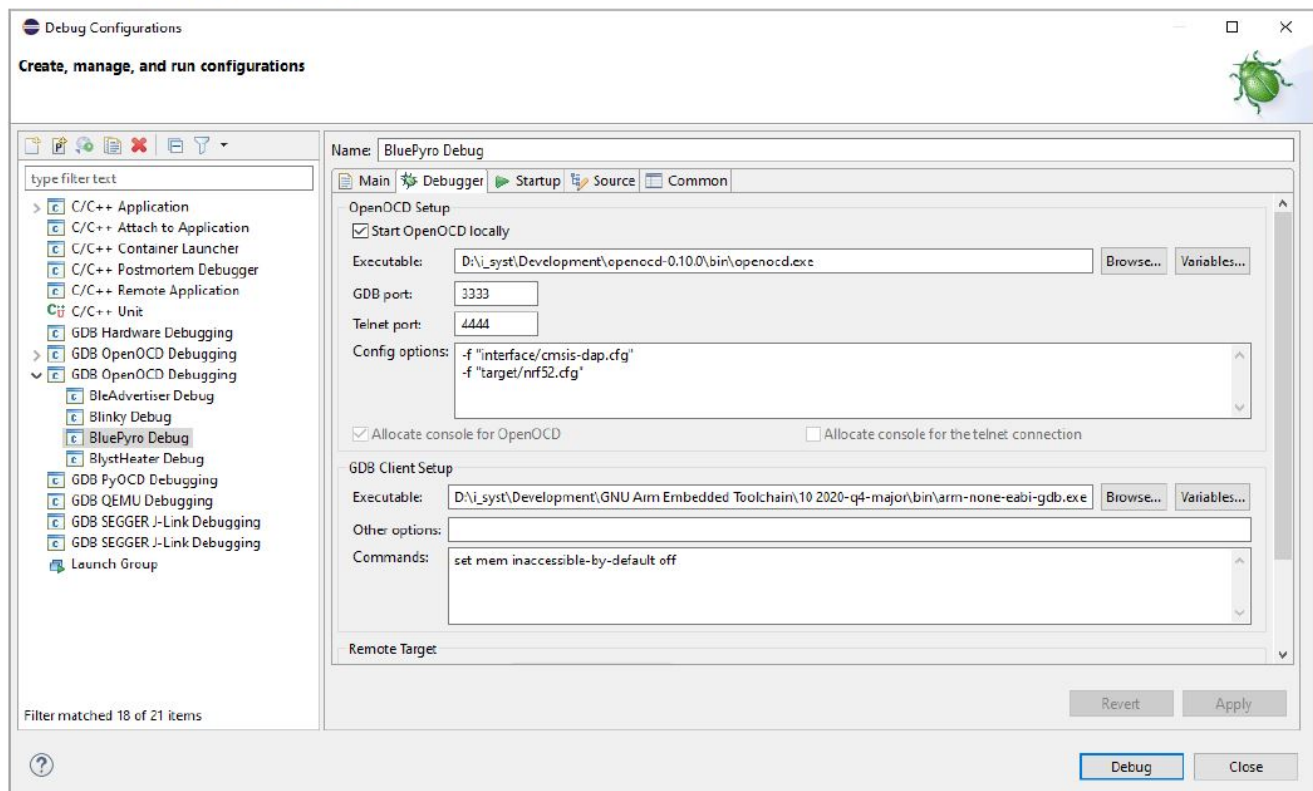 Debug Configurations
Create, manage, and run configurations
type filter text
C/C++ Application
C/C++ Attach to Application
C/C++ Container Launcher
C/C++ Postmortem Debugger
C/C++ Remote Application
C/C++ Unit
GDB Hardware Debugging
GDB OpenOCD Debugging
GDB OpenOCD Debugging
BleAdvertiser Debug
Blinky Debug
BluePyro Debug
BlystHeater Debug
GDB PyOCD Debugging
GDB QEMU Debugging
GDB SEGGER J-Link Debugging
GDB SEGGER J-Link Debugging
Launch Group
Filter matched 18 of 21 items
Name: BluePyro Debug
Main Debugger Startup Source Common
OpenOCD Setup
Start OpenOCD locally
Executable: D:\i_syst\Development\openocd-0.10.0\bin\openocd.exe Browse... Variables...
GDB port: 3333
Telnet port: 4444
Config options: -f "interface/cmsis-dap.cfg"
-f "target/nrf52.cfg"
Allocate console for OpenOCD Allocate console for the telnet connection
GDB Client Setup
Executable: D:\i_syst\Development\GNU Arm Embedded Toolchain\10 2020-q4-major\bin\arm-none-eabi-gdb.exe Browse... Variables...
Other options:
Commands: set mem inaccessible-by-default off
Remote Target
Revert Apply
? Debug Close